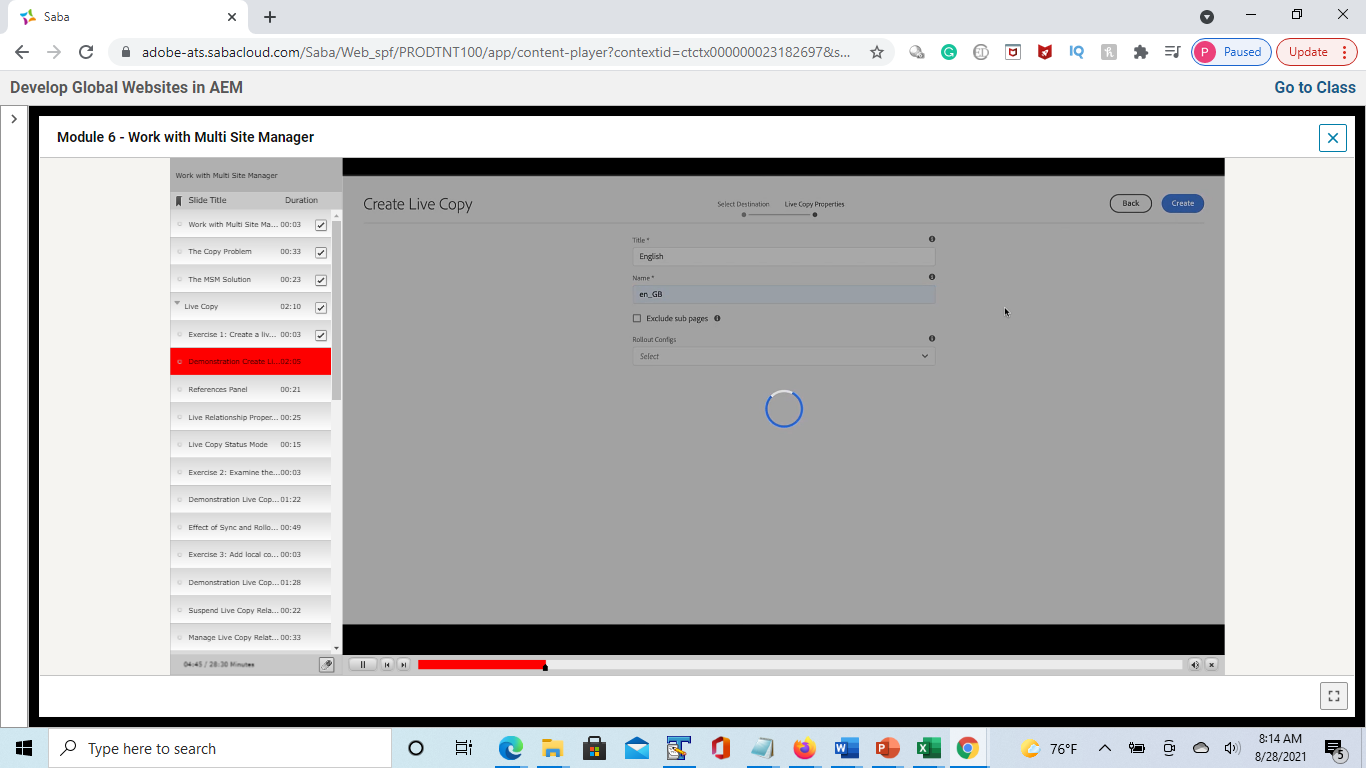 Saba
adobe-ats.sabacloud.com/Saba/Web_spf/PRODTNT100/app/content-player?contextid=ctctx0000000023182697&s...
P Paused
Update
Develop Global Websites in AEM
Go to Class
Module 6 - Work with Multi Site Manager
Work with Multi Site Manager
Slide Title Duration
Work with Multi Site Ma... 00:03
The Copy Problem 00:33
The MSM Solution 00:23
Live Copy 02:10
Exercise 1: Create a liv... 00:03
Demonstration Create Li... 02:05
References Panel 00:21
Live Relationship Proper... 00:25
Live Copy Status Mode 00:15
Exercise 2: Examine the... 00:03
Demonstration Live Cop... 01:22
Effect of Sync and Rollo... 00:49
Exercise 3: Add local co... 00:03
Demonstration Live Cop... 01:28
Suspend Live Copy Rela... 00:22
Manage Live Copy Relat... 00:33
04:45 / 28:30 Minutes
Create Live Copy
Select Destination
Live Copy Properties
Back
Create
Title *
English
Name *
en_GB
Exclude sub pages
Rollout Configs
Select
Type here to search
76°F
8:14 AM
8/28/2021
5